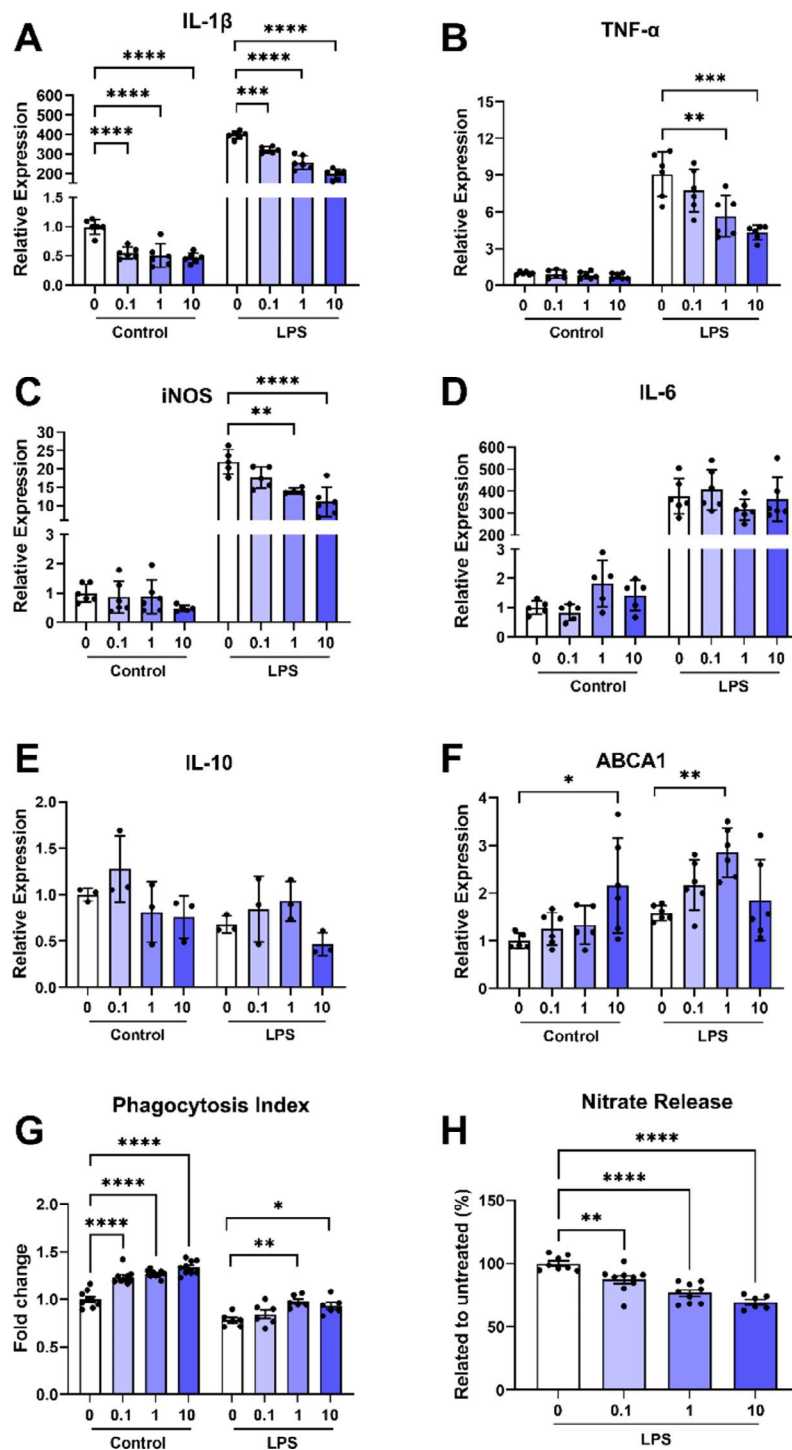 A
IL-1β
****
****
****
****
****
***
Relative Expression
600
500
400
300
200
1.0
0.5
0.0
0 0.1 1 10 0 0.1 1 10
Control LPS
B
TNF-α
***
**
Relative Expression
15
12
9
6
3
0
0 0.1 1 10 0 0.1 1 10
Control LPS
C
iNOS
****
**
Relative Expression
25
20
15
10
5
3
2
1
0
0 0.1 1 10 0 0.1 1 10
Control LPS
D
IL-6
Relative Expression
600
500
400
300
200
3
2
1
0
0 0.1 1 10 0 0.1 1 10
Control LPS
E
IL-10
Relative Expression
2.0
1.5
1.0
0.5
0.0
0 0.1 1 10 0 0.1 1 10
Control LPS
F
ABCA1
*
**
Relative Expression
4
3
2
1
0
0 0.1 1 10 0 0.1 1 10
Control LPS
G
Phagocytosis Index
****
****
****
*
**
Fold change
2.0
1.5
1.0
0.5
0.0
0 0.1 1 10 0 0.1 1 10
Control LPS
H
Nitrate Release
****
****
**
Related to untreated (%)
150
100
50
0
0 0.1 1 10
LPS